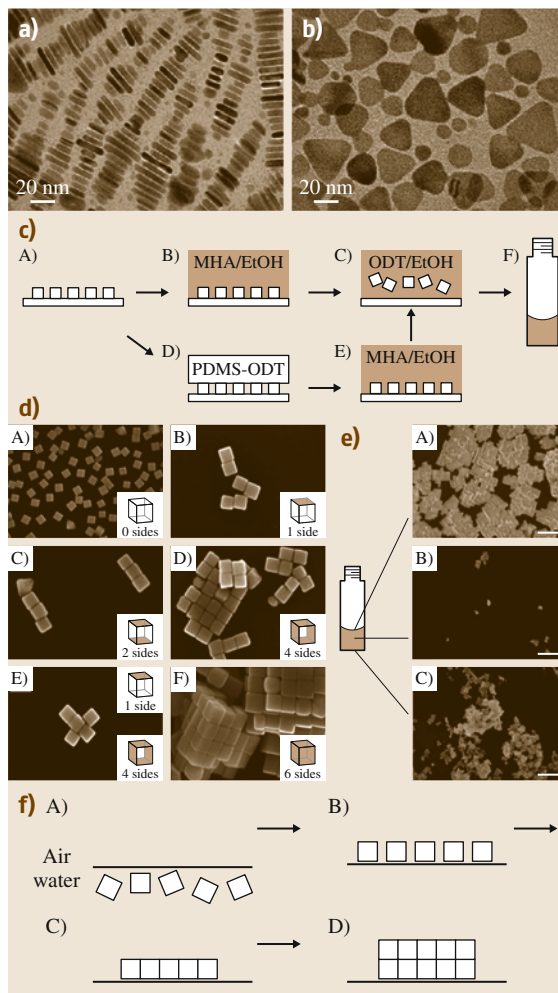 a)
b)
20 nm
20 nm
c)
A)
B)
MHA/EtOH
C)
ODT/EtOH
F)
D)
PDMS-ODT
E)
MHA/EtOH
d)
A)
0 sides
B)
1 side
C)
2 sides
D)
4 sides
E)
1 side
4 sides
F)
6 sides
e)
A)
B)
C)
f)
A)
Air
water
B)
C)
D)